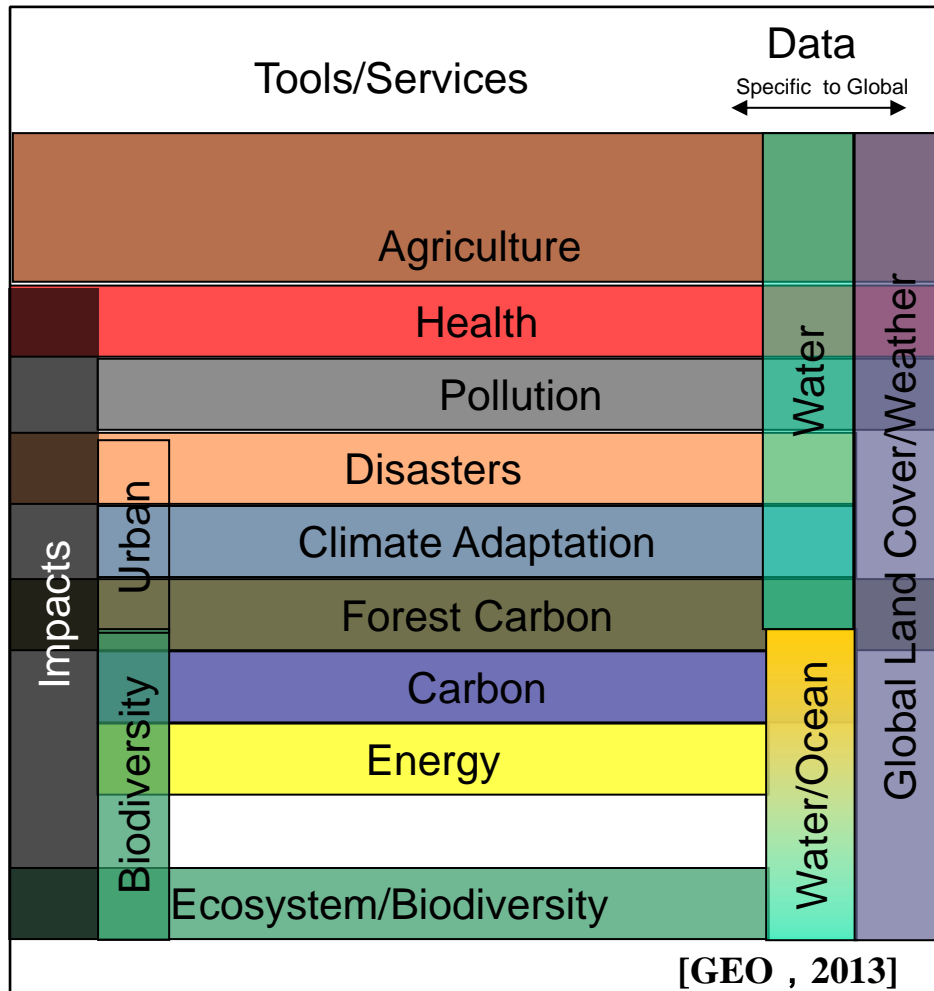 Data
Tools/Services
Specific to Global
Agriculture
Health
Pollution
Disasters
Climate Adaptation
Forest Carbon
Carbon
Energy
Ecosystem/Biodiversity
Impacts
Urban
Biodiversity
Water
Water/Ocean
Global Land Cover/Weather
[GEO , 2013]